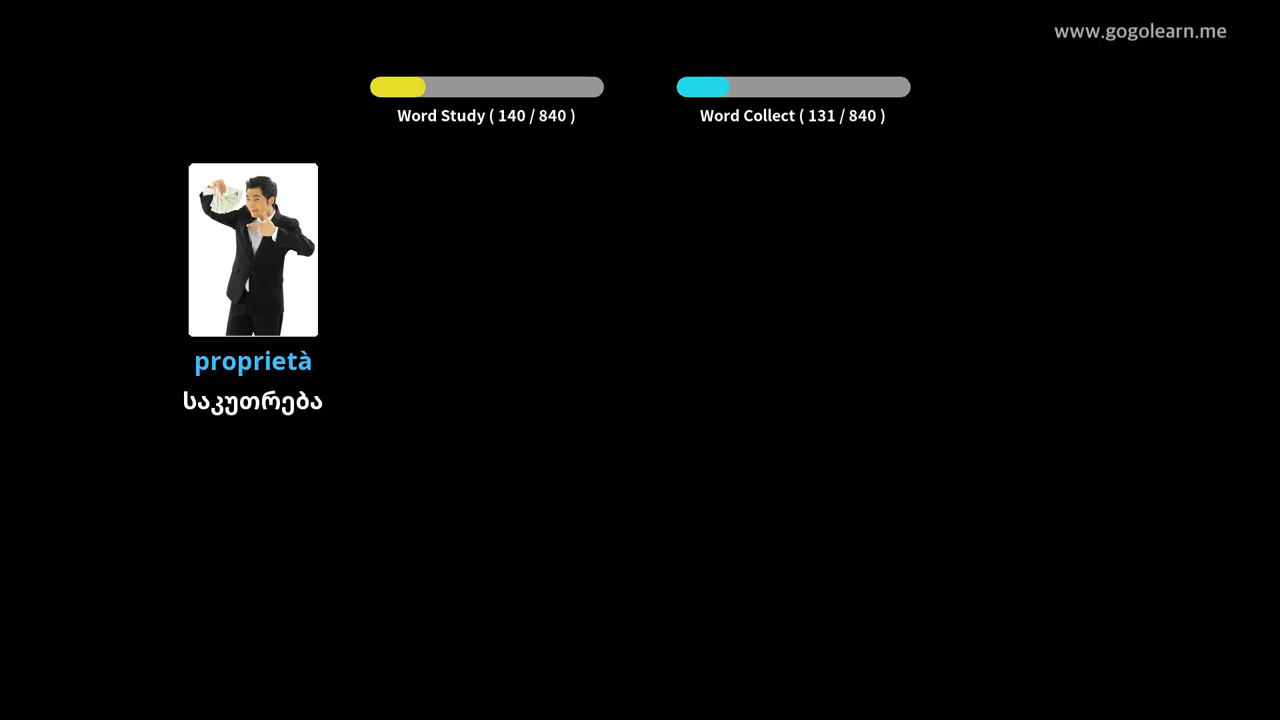 www.gogolearn.me
Word Study ( 140 / 840 )
Word Collect ( 131 / 840 )
proprietà
საკუთრება